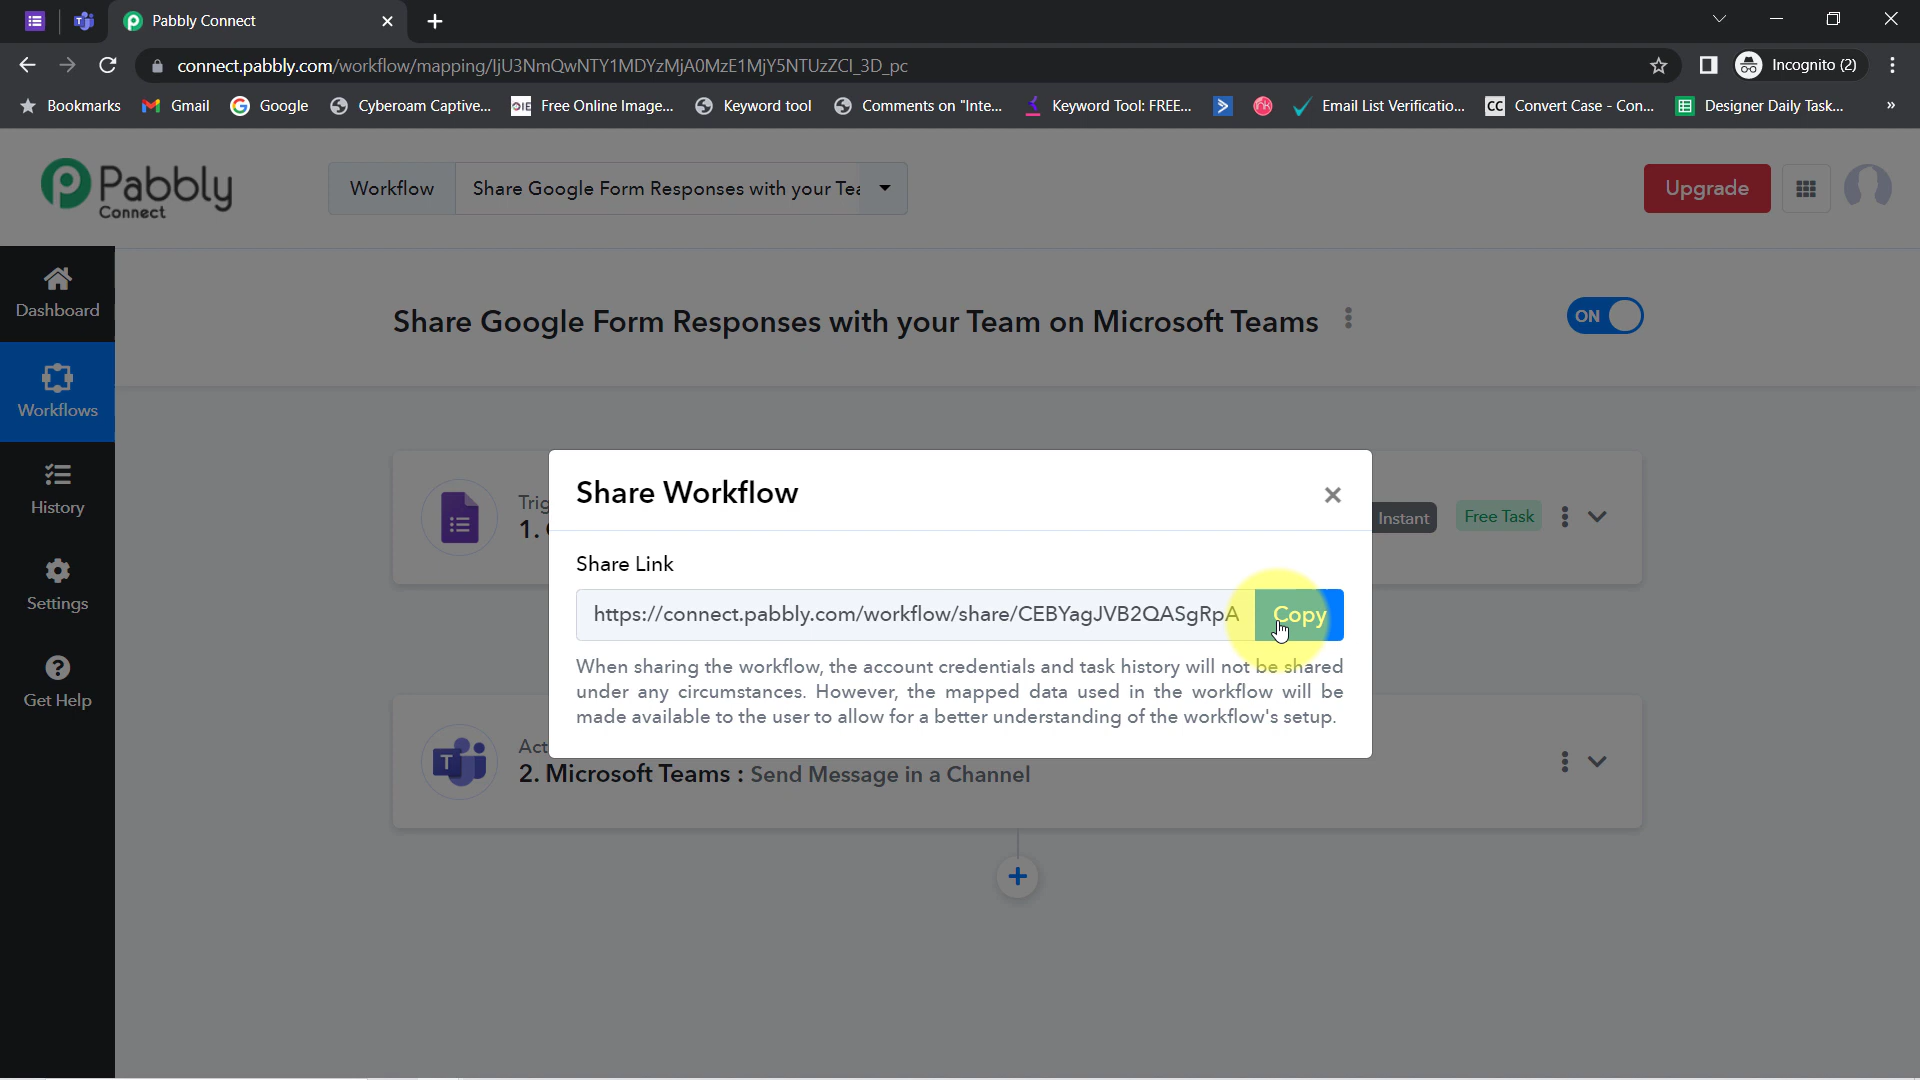 Pabbly Connect
connect.pabbly.com/workflow/mapping/IjU3NmQwNTY1MDYzMjA0MzE1MjY5NTUzZCI_3D_pc
Incognito (2)
Bookmarks Gmail Google Cyberoam Captive... OIE Free Online Image... Keyword tool Comments on "Inte... Keyword Tool: FREE... Email List Verificatio... CC Convert Case - Con... Designer Daily Task... »
Pabbly
Connect
Workflow
Share Google Form Responses with your Tea
Upgrade
Dashboard
Share Google Form Responses with your Team on Microsoft Teams
ON
Workflows
History
Settings
Get Help
Share Workflow
Trig
1.
Instant
Free Task
Share Link
https://connect.pabbly.com/workflow/share/CEBYagJVB2QASgRpA
Copy
When sharing the workflow, the account credentials and task history will not be shared
under any circumstances. However, the mapped data used in the workflow will be
made available to the user to allow for a better understanding of the workflow's setup.
Act
2. Microsoft Teams : Send Message in a Channel